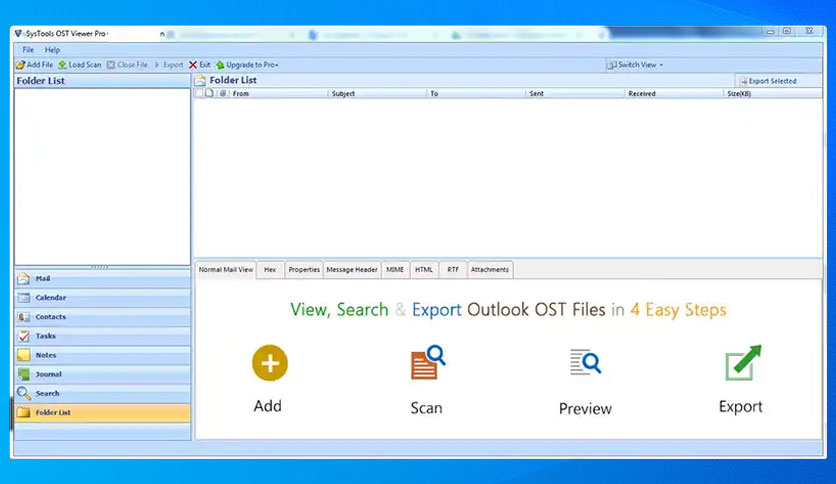 SysTools OST Viewer Pro+
File Help
Add File Load Scan Close File Export Exit Upgrade to Pro+ Switch View
Folder List
Folder List
Export Selected
From Subject To Sent Received Size(KB)
Normal Mail View Hex Properties Message Header MIME HTML RTF Attachments
Mail
Calendar
Contacts
Tasks
Notes
Journal
Search
Folder List
View, Search & Export Outlook OST Files in 4 Easy Steps
Add Scan Preview Export